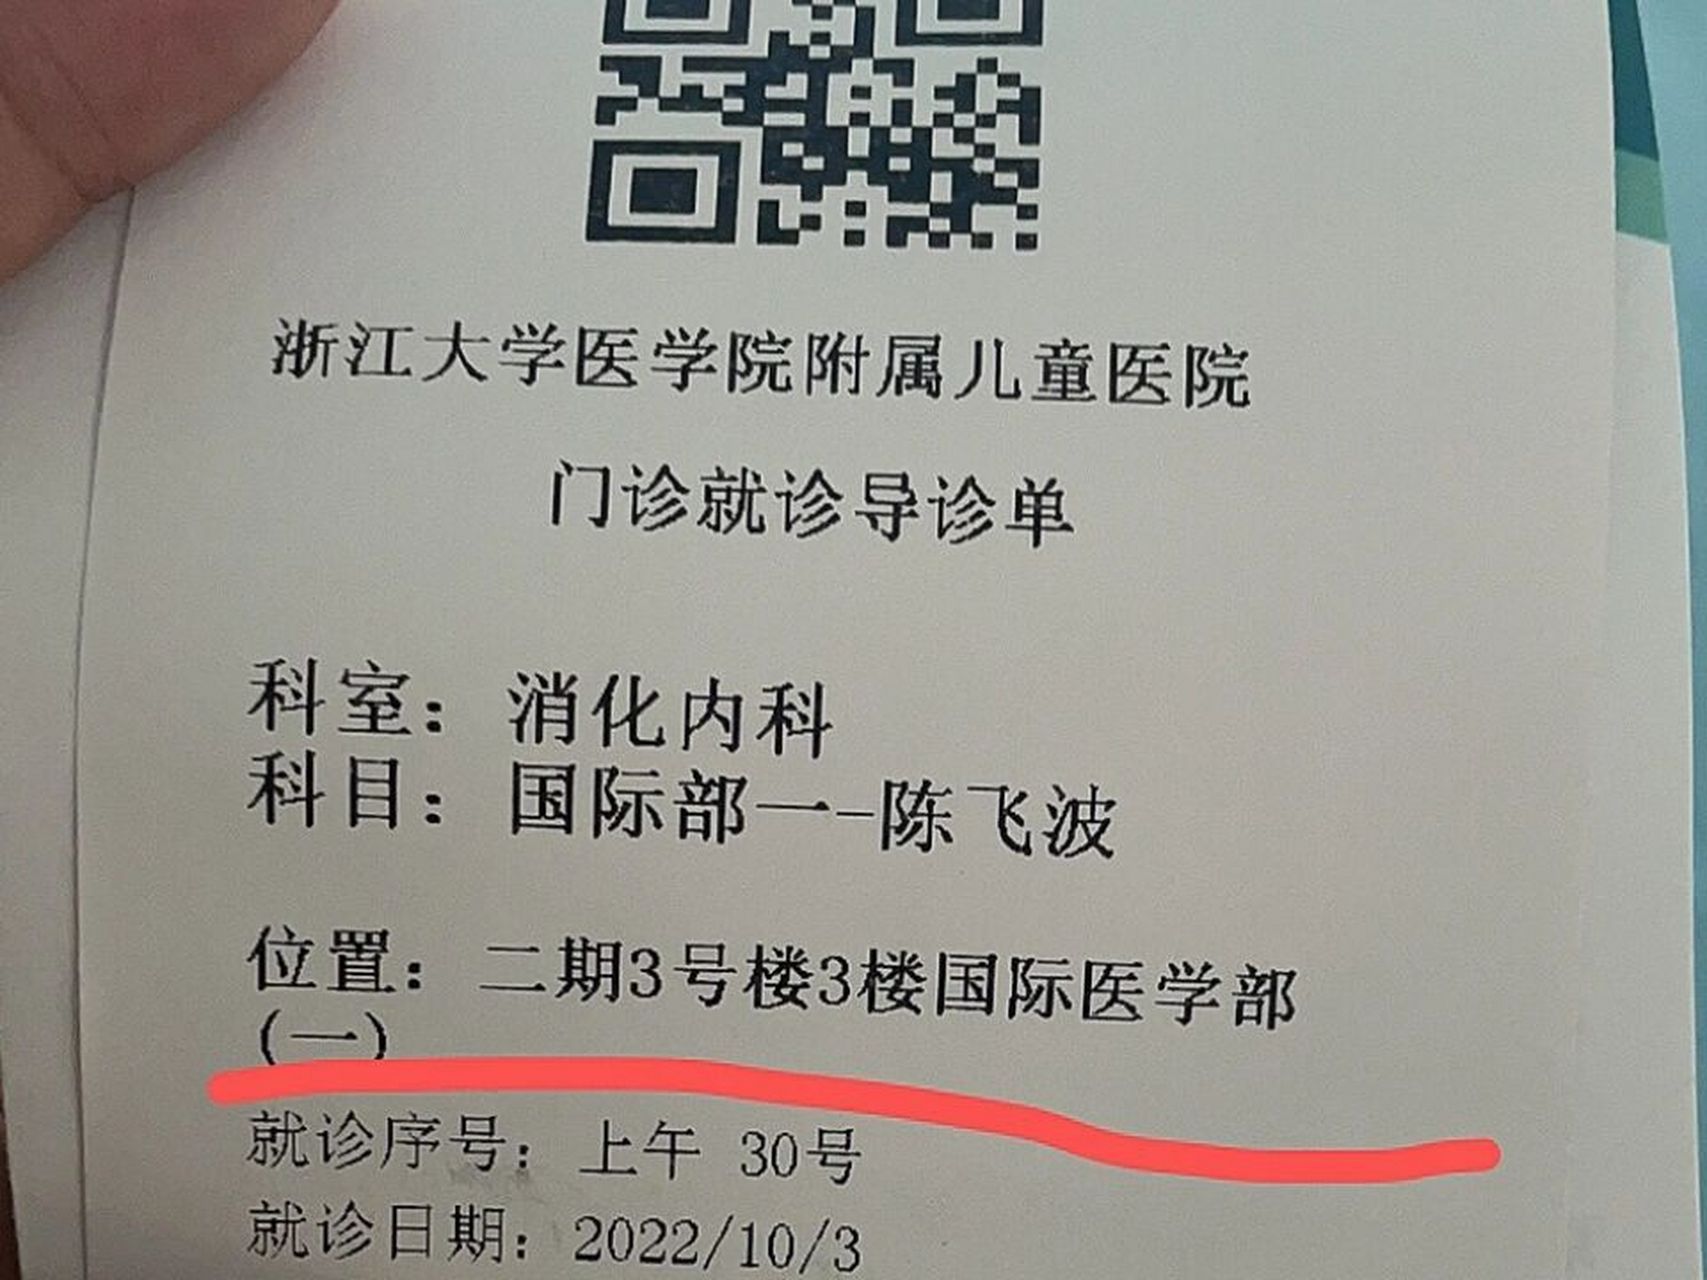 浙江大学医学院附属儿童医院
门诊就诊导诊单
科室：消化内科
科目：国际部一-陈飞波
位置：二期3号楼3楼国际医学部
(一)
就诊序号：上午 30号
就诊日期：2022/10/3